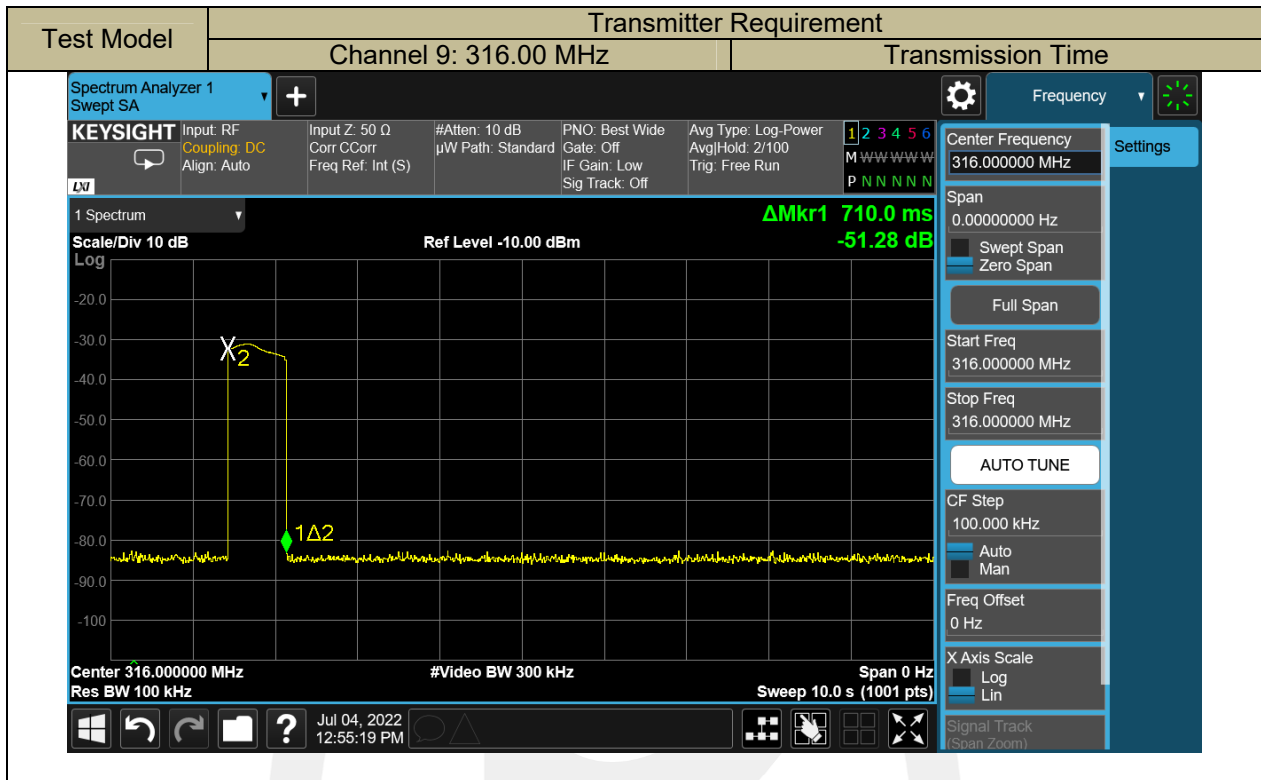 Test Model
Transmitter Requirement
Channel 9: 316.00 MHz
Transmission Time
Spectrum Analyzer 1
Swept SA
+
Frequency
KEYSIGHT
LXI
Input: RF
Coupling: DC
Align: Auto
Input Z: 50 Ω
Corr CCorr
Freq Ref: Int (S)
#Atten: 10 dB
µW Path: Standard
PNO: Best Wide
Gate: Off
IF Gain: Low
Sig Track: Off
Avg Type: Log-Power
Avg|Hold: 2/100
Trig: Free Run
1 2 3 4 5 6
M W W W W W
P N N N N N
1 Spectrum
ΔMkr1 710.0 ms
-51.28 dB
Scale/Div 10 dB
Ref Level -10.00 dBm
Log
-20.0
-30.0
-40.0
-50.0
-60.0
-70.0
-80.0
-90.0
-100
X2
1Δ2
Center 316.000000 MHz
#Video BW 300 kHz
Span 0 Hz
Res BW 100 kHz
Sweep 10.0 s (1001 pts)
?
Jul 04, 2022
12:55:19 PM
Center Frequency
316.000000 MHz
Settings
Span
0.00000000 Hz
Swept Span
Zero Span
Full Span
Start Freq
316.000000 MHz
Stop Freq
316.000000 MHz
AUTO TUNE
CF Step
100.000 kHz
Auto
Man
Freq Offset
0 Hz
X Axis Scale
Log
Lin
Signal Track
(Span Zoom)